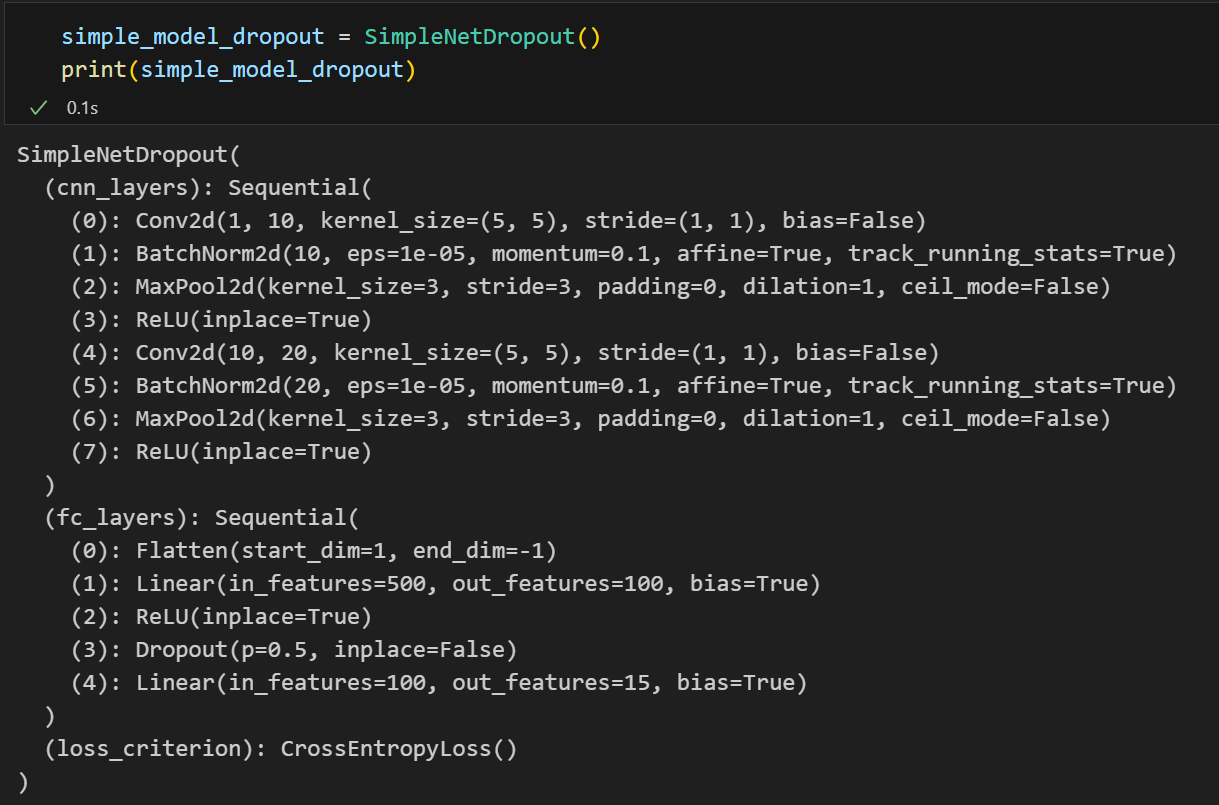 simple_model_dropout = SimpleNetDropout()
print(simple_model_dropout)
0.1s
SimpleNetDropout(
  (cnn_layers): Sequential(
    (0): Conv2d(1, 10, kernel_size=(5, 5), stride=(1, 1), bias=False)
    (1): BatchNorm2d(10, eps=1e-05, momentum=0.1, affine=True, track_running_stats=True)
    (2): MaxPool2d(kernel_size=3, stride=3, padding=0, dilation=1, ceil_mode=False)
    (3): ReLU(inplace=True)
    (4): Conv2d(10, 20, kernel_size=(5, 5), stride=(1, 1), bias=False)
    (5): BatchNorm2d(20, eps=1e-05, momentum=0.1, affine=True, track_running_stats=True)
    (6): MaxPool2d(kernel_size=3, stride=3, padding=0, dilation=1, ceil_mode=False)
    (7): ReLU(inplace=True)
  )
  (fc_layers): Sequential(
    (0): Flatten(start_dim=1, end_dim=-1)
    (1): Linear(in_features=500, out_features=100, bias=True)
    (2): ReLU(inplace=True)
    (3): Dropout(p=0.5, inplace=False)
    (4): Linear(in_features=100, out_features=15, bias=True)
  )
  (loss_criterion): CrossEntropyLoss()
)